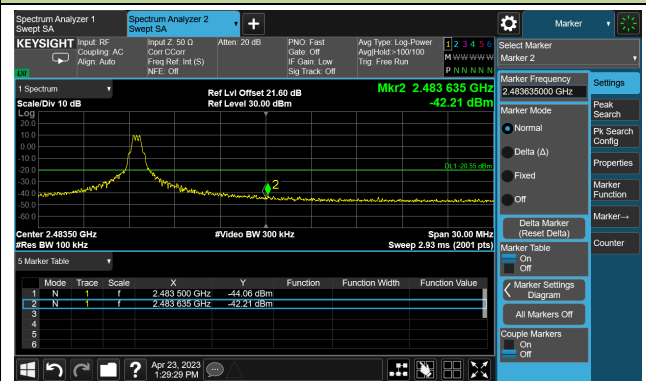 Spectrum Analyzer 1
Swept SA
Spectrum Analyzer 2
Swept SA
Marker
KEYSIGHT
LXI
Input: RF
Coupling: AC
Align: Auto
Input Z: 50 Ω
Corr CCorr
Freq Ref: Int (S)
NFE: Off
Atten: 20 dB
PNO: Fast
Gate: Off
IF Gain: Low
Sig Track: Off
Avg Type: Log-Power
Avg|Hold:>100/100
Trig: Free Run
1 2 3 4 5 6
M W W W W W
P N N N N N
Select Marker
Marker 2
1 Spectrum
Scale/Div 10 dB
Ref Lvl Offset 21.60 dB
Ref Level 30.00 dBm
Mkr2 2.483 635 GHz
-42.21 dBm
Log
20.0
10.0
0.00
-10.0
-20.0
-30.0
-40.0
-50.0
-60.0
DL1 -20.55 dBm
2
Center 2.48350 GHz
#Res BW 100 kHz
#Video BW 300 kHz
Span 30.00 MHz
Sweep 2.93 ms (2001 pts)
5 Marker Table
Mode Trace Scale X Y Function Function Width Function Value
1 N 1 f 2.483 500 GHz -44.06 dBm
2 N 1 f 2.483 635 GHz -42.21 dBm
3
4
5
6
Marker Frequency
2.483635000 GHz
Marker Mode
Normal
Delta (Δ)
Fixed
Off
Delta Marker
(Reset Delta)
Marker Table
On
Off
Marker Settings
Diagram
All Markers Off
Couple Markers
On
Off
Settings
Peak
Search
Pk Search
Config
Properties
Marker
Function
Marker→
Counter
?
Apr 23, 2023
1:29:29 PM